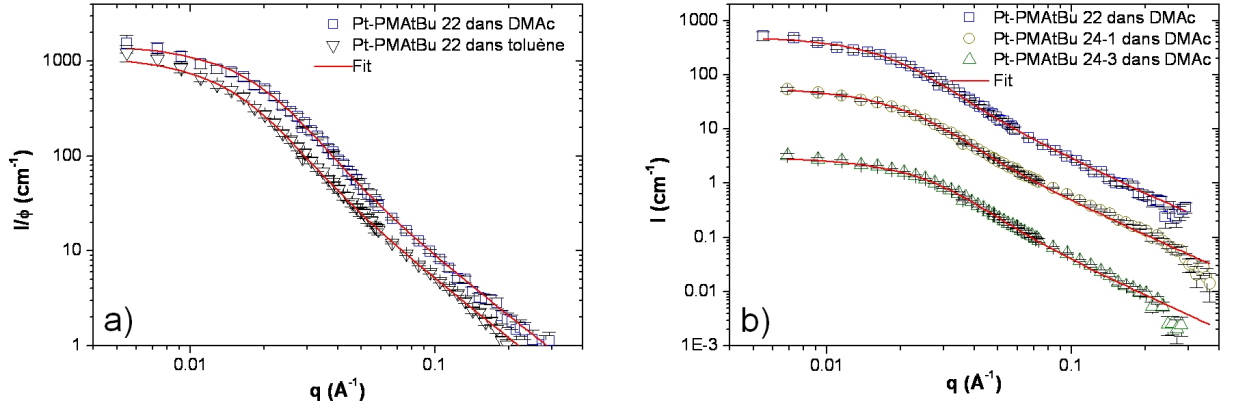 Pt-PMAtBu 22 dans DMAc
Pt-PMAtBu 22 dans toluène
Fit
1000
100
10
1
0.01
0.1
I/ϕ (cm⁻¹)
q (A⁻¹)
a)
Pt-PMAtBu 22 dans DMAc
Pt-PMAtBu 24-1 dans DMAc
Pt-PMAtBu 24-3 dans DMAc
Fit
1000
100
10
1
0.1
0.01
1E-3
0.01
0.1
I (cm⁻¹)
q (A⁻¹)
b)